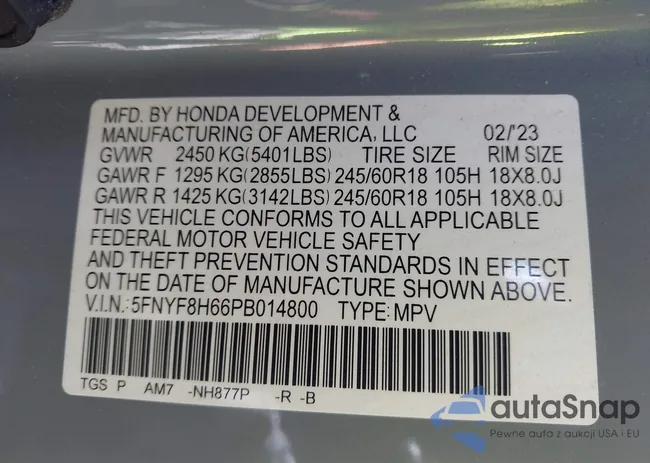 MFD. BY HONDA DEVELOPMENT &
MANUFACTURING OF AMERICA, LLC 02/'23
GVWR 2450 KG(5401LBS) TIRE SIZE RIM SIZE
GAWR F 1295 KG(2855LBS) 245/60R18 105H 18X8.0J
GAWR R 1425 KG(3142LBS) 245/60R18 105H 18X8.0J
THIS VEHICLE CONFORMS TO ALL APPLICABLE
FEDERAL MOTOR VEHICLE SAFETY
AND THEFT PREVENTION STANDARDS IN EFFECT
ON THE DATE OF MANUFACTURE SHOWN ABOVE.
V.I.N.: 5FNYF8H66PB014800 TYPE: MPV
TGS P AM7 -NH877P -R -B
autaSnap
Pewne auto z aukcji USA i EU